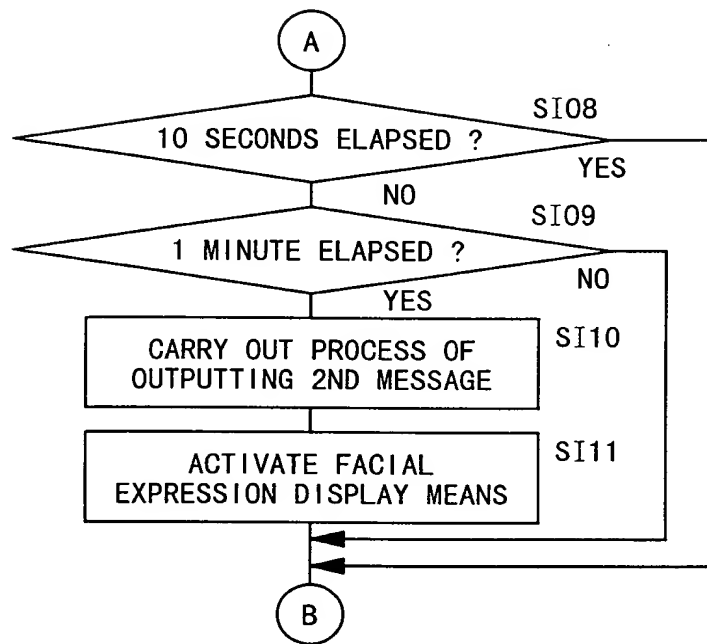 A
SI08
10 SECONDS ELAPSED ?
YES
NO
SI09
1 MINUTE ELAPSED ?
NO
YES
SI10
CARRY OUT PROCESS OF
OUTPUTTING 2ND MESSAGE
SI11
ACTIVATE FACIAL
EXPRESSION DISPLAY MEANS
B